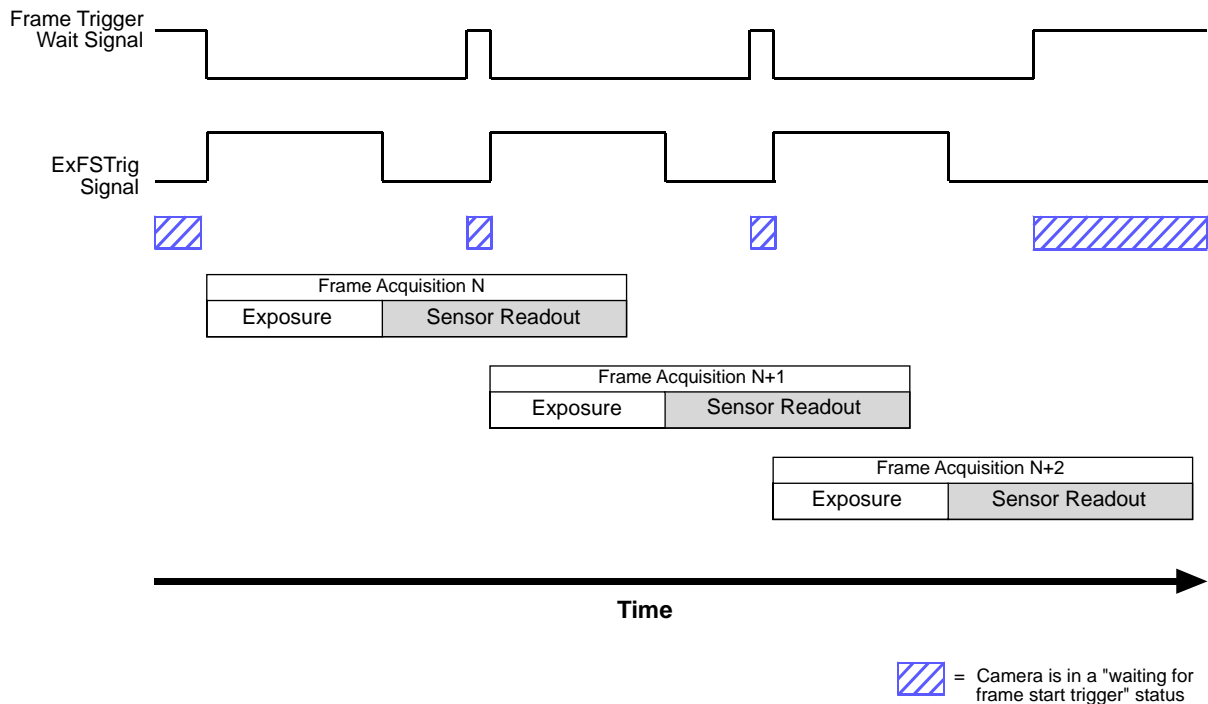 Frame Trigger
Wait Signal
ExFSTrig
Signal
Frame Acquisition N
Exposure Sensor Readout
Frame Acquisition N+1
Exposure Sensor Readout
Frame Acquisition N+2
Exposure Sensor Readout
Time
= Camera is in a "waiting for
frame start trigger" status